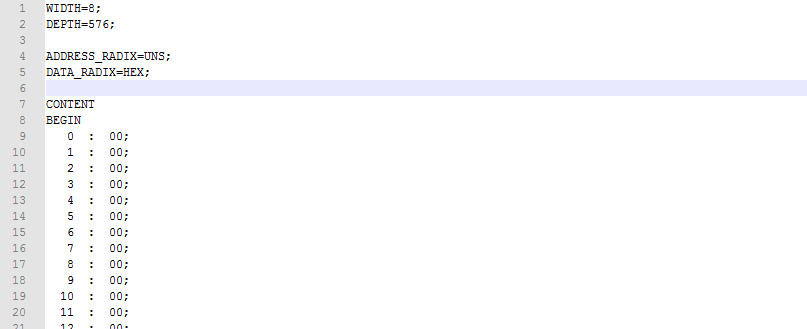 1 WIDTH=8;
2 DEPTH=576;
3
4 ADDRESS_RADIX=UNS;
5 DATA_RADIX=HEX;
6
7 CONTENT
8 BEGIN
9 0 : 00;
10 1 : 00;
11 2 : 00;
12 3 : 00;
13 4 : 00;
14 5 : 00;
15 6 : 00;
16 7 : 00;
17 8 : 00;
18 9 : 00;
19 10 : 00;
20 11 : 00;
21 12 : 00;